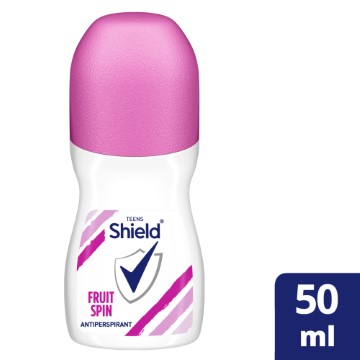 TEENS
Shield
FRUIT
SPIN
ANTIPERSPIRANT
50
ml